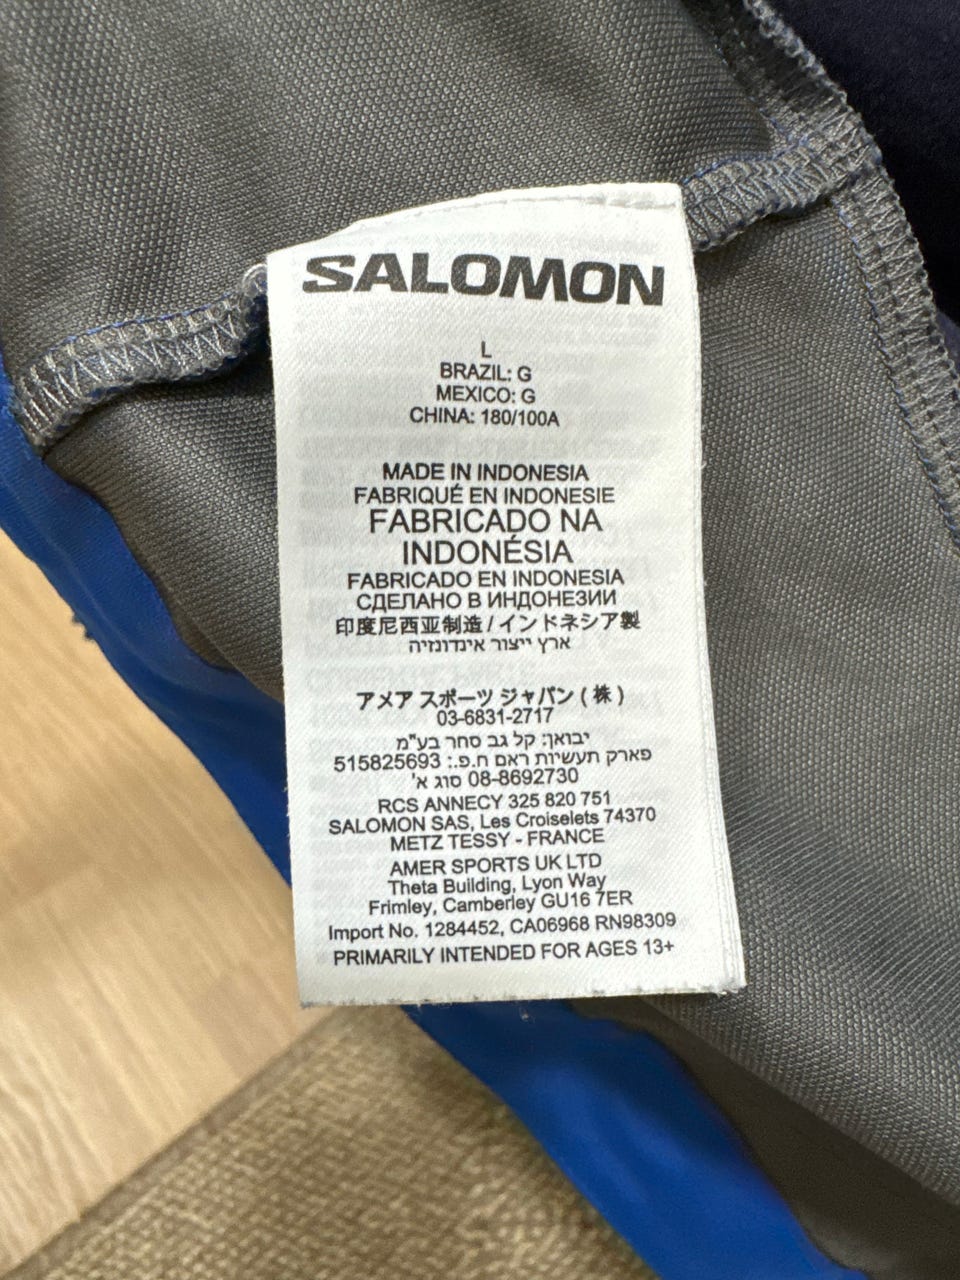 SALOMON
L
BRAZIL: G
MEXICO: G
CHINA: 180/100A
MADE IN INDONESIA
FABRIQUÉ EN INDONESIE
FABRICADO NA
INDONÉSIA
FABRICADO EN INDONESIA
СДЕЛАНО В ИНДОНЕЗИИ
印度尼西亚制造 / インドネシア製
ארץ ייצור אינדונזיה
アメア スポーツ ジャパン ( 株 )
03-6831-2717
יבואן: קל גב סחר בע"מ
פארק תעשיות ראם ח.פ.: 515825693
08-8692730 סוג א'
RCS ANNECY 325 820 751
SALOMON SAS, Les Croiselets 74370
METZ TESSY - FRANCE
AMER SPORTS UK LTD
Theta Building, Lyon Way
Frimley, Camberley GU16 7ER
Import No. 1284452, CA06968 RN98309
PRIMARILY INTENDED FOR AGES 13+